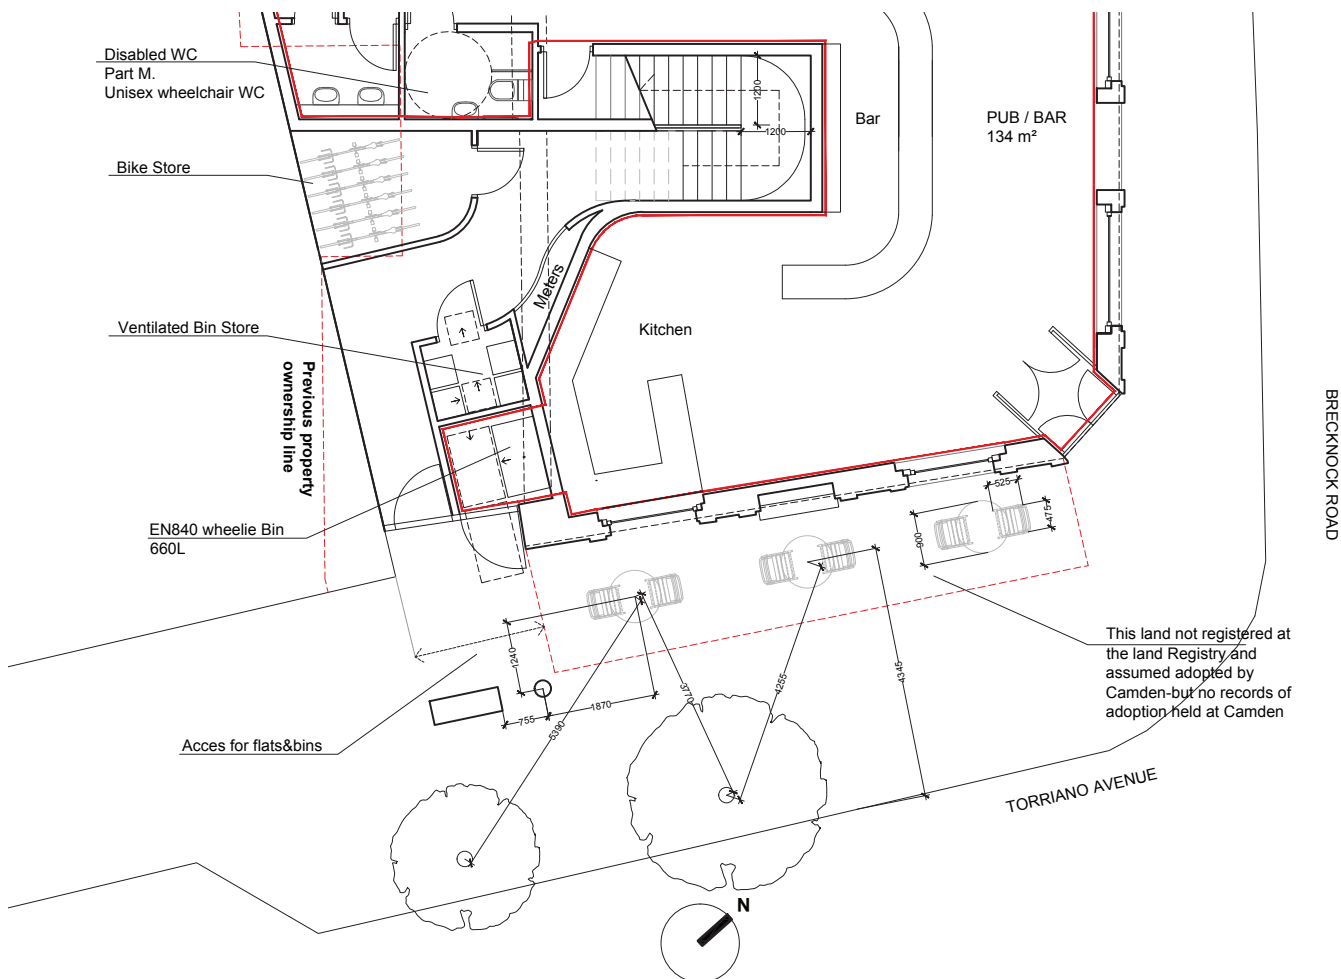 Disabled WC
Part M.
Unisex wheelchair WC
Bike Store
Ventilated Bin Store
Previous property
ownership line
EN840 wheelie Bin
660L
Acces for flats&bins
Meters
Kitchen
Bar
PUB / BAR
134 m²
1200
1200
525
475
900
1240
755
1870
5390
3770
4255
4345
This land not registered at
the land Registry and
assumed adopted by
Camden-but no records of
adoption held at Camden
BRECKNOCK ROAD
TORRIANO AVENUE
N